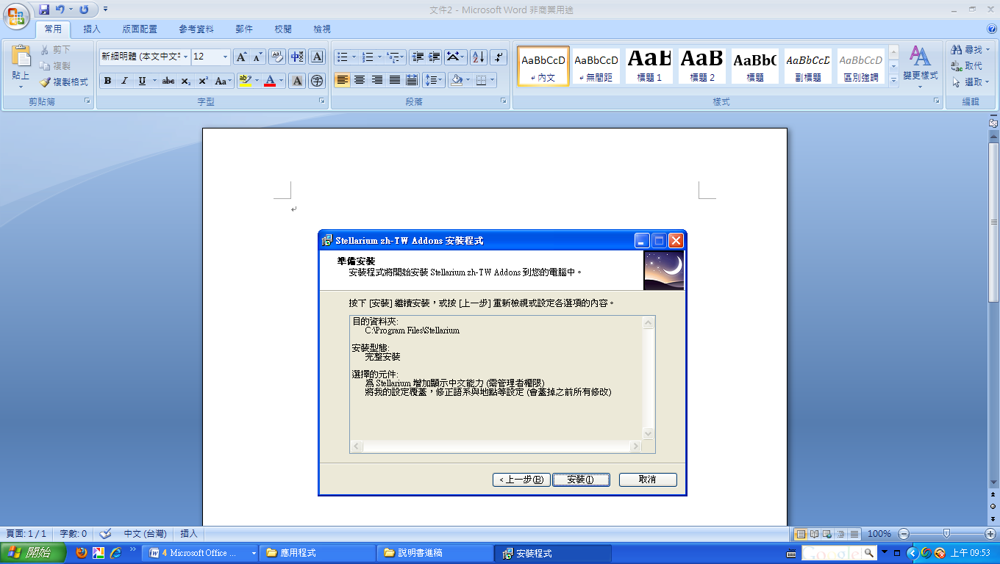 文件2 - Microsoft Word 非商業用途
常用 插入 版面配置 參考資料 郵件 校閱 檢視
貼上
剪下
複製
複製格式
剪貼簿
新細明體 (本文中文字 12
字型
段落
AaBbCcD AaBbCcD AaB AaB AaBbC AaBbCcD AaBbCcD
內文 無間距 標題 1 標題 2 標題 副標題 區別強調
變更樣式
樣式
尋找
取代
選取
編輯
Stellarium zh-TW Addons 安裝程式
準備安裝
安裝程式將開始安裝 Stellarium zh-TW Addons 到您的電腦中。
按下 [安裝] 繼續安裝，或按 [上一步] 重新檢視或設定各選項的內容。
目的資料夾:
C:\Program Files\Stellarium
安裝型態:
完整安裝
選擇的元件:
為 Stellarium 增加顯示中文能力 (需管理者權限)
將我的設定覆蓋，修正語系與地點等設定 (會蓋掉之前所有修改)
< 上一步(B) 安裝(I) 取消
頁面: 1 / 1 字數: 0 中文 (台灣) 插入 100%
開始 4 Microsoft Office ... 應用程式 說明書進稿 安裝程式 Google 上午 09:53